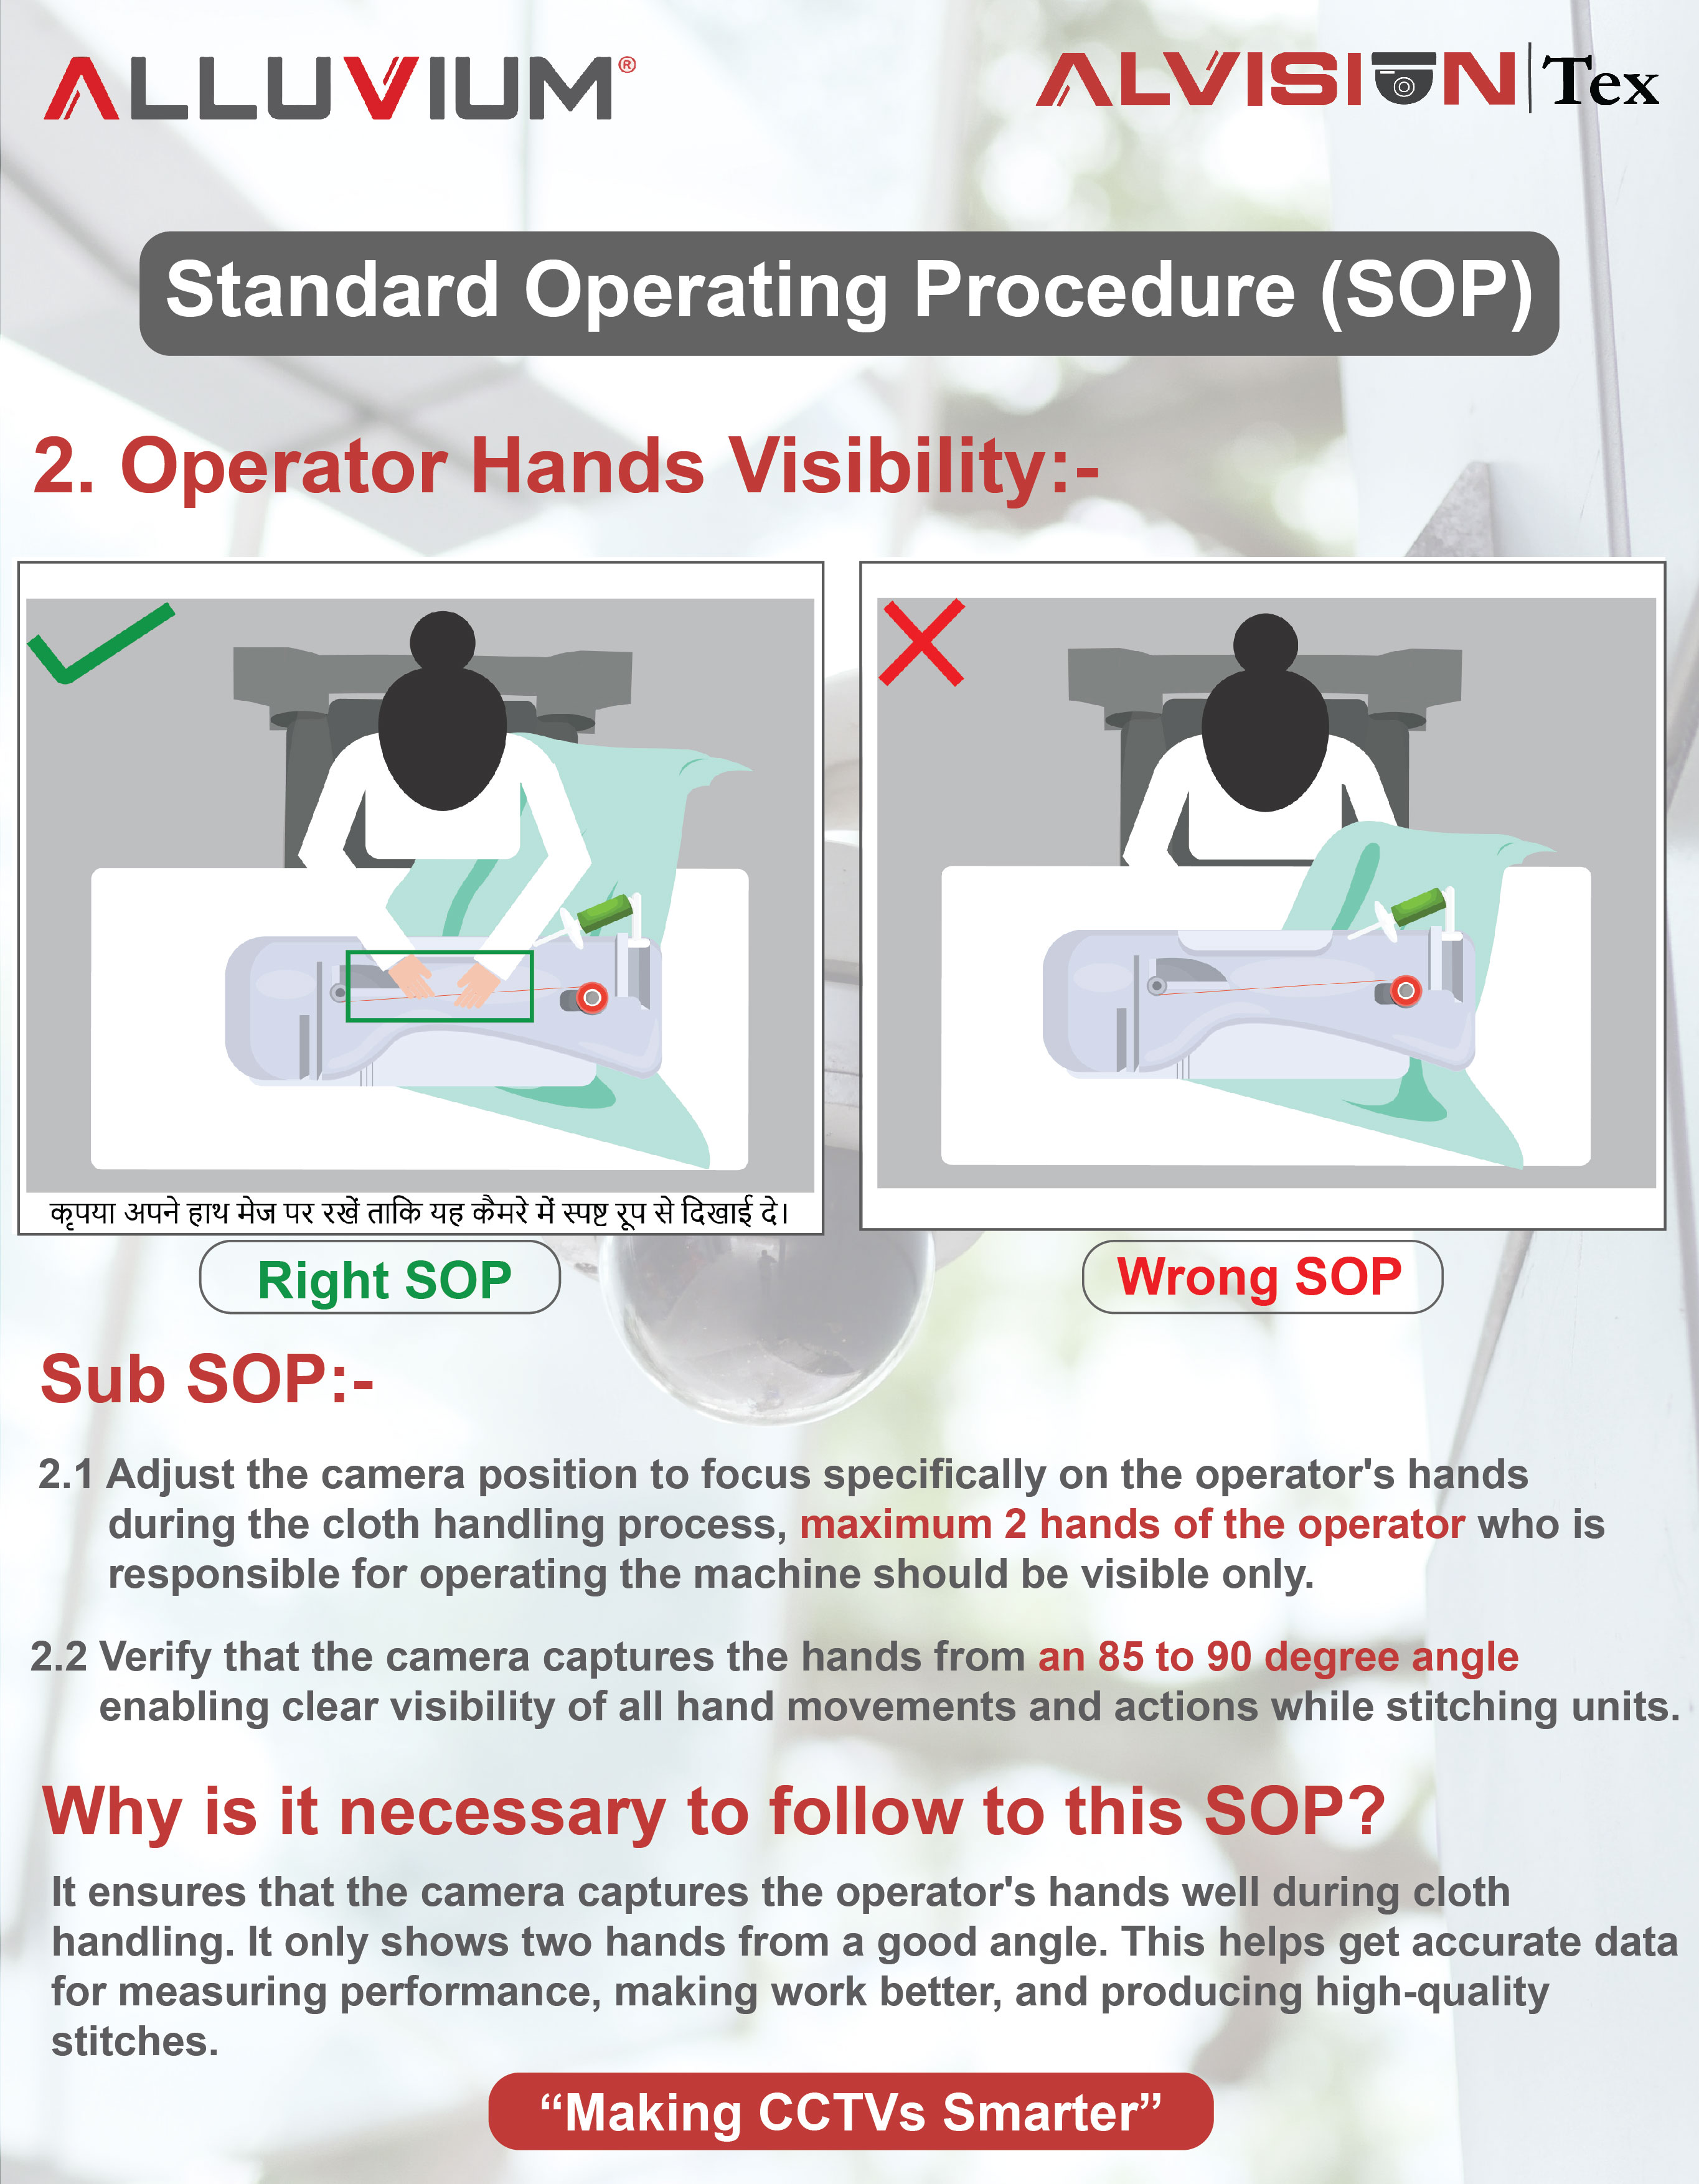 ALLUVIUM®
ALVISION | Tex
Standard Operating Procedure (SOP)
2. Operator Hands Visibility:-
कृपया अपने हाथ मेज पर रखें ताकि यह कैमरे में स्पष्ट रूप से दिखाई दे।
Right SOP
Wrong SOP
Sub SOP:-
2.1 Adjust the camera position to focus specifically on the operator's hands
during the cloth handling process, maximum 2 hands of the operator who is
responsible for operating the machine should be visible only.
2.2 Verify that the camera captures the hands from an 85 to 90 degree angle
enabling clear visibility of all hand movements and actions while stitching units.
Why is it necessary to follow to this SOP?
It ensures that the camera captures the operator's hands well during cloth
handling. It only shows two hands from a good angle. This helps get accurate data
for measuring performance, making work better, and producing high-quality
stitches.
“Making CCTVs Smarter”